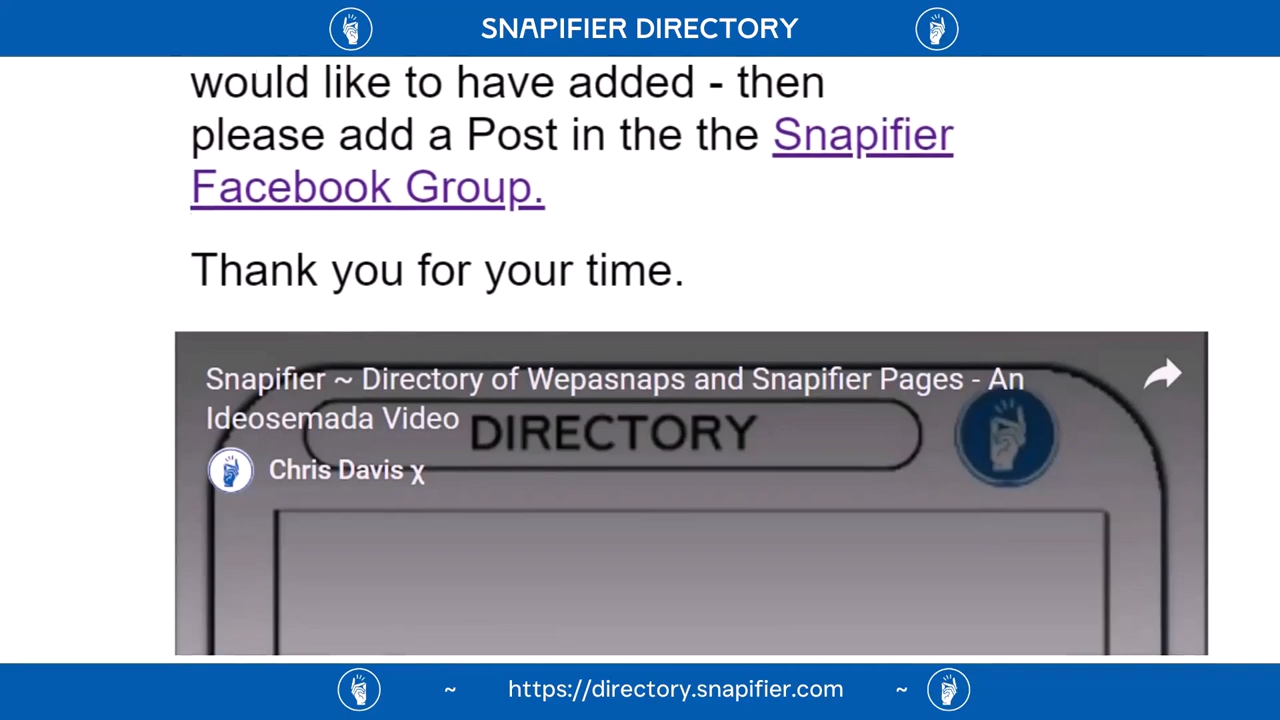 SNAPIFIER DIRECTORY
would like to have added - then
please add a Post in the the Snapifier
Facebook Group.
Thank you for your time.
Snapifier ~ Directory of Wepasnaps and Snapifier Pages - An
Ideosemada Video
DIRECTORY
Chris Davis χ
~ https://directory.snapifier.com ~